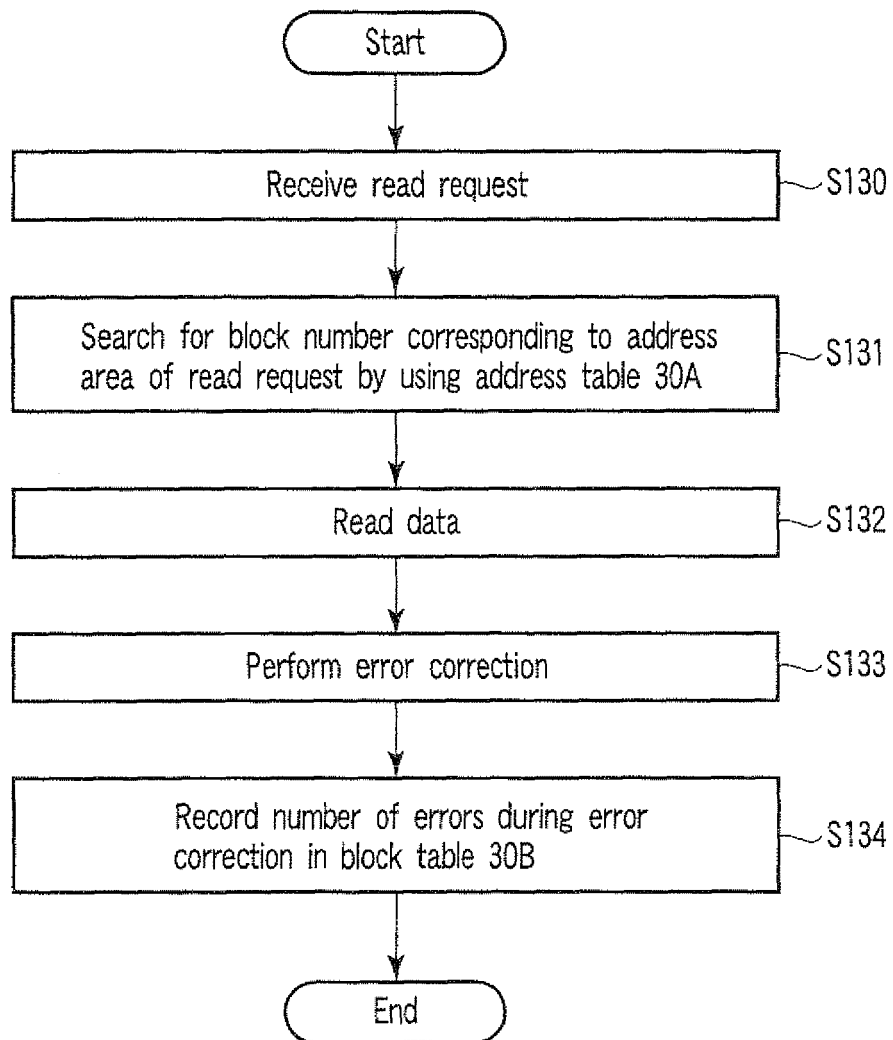 Start
Receive read request
S130
Search for block number corresponding to address
area of read request by using address table 30A
S131
Read data
S132
Perform error correction
S133
Record number of errors during error
correction in block table 30B
S134
End